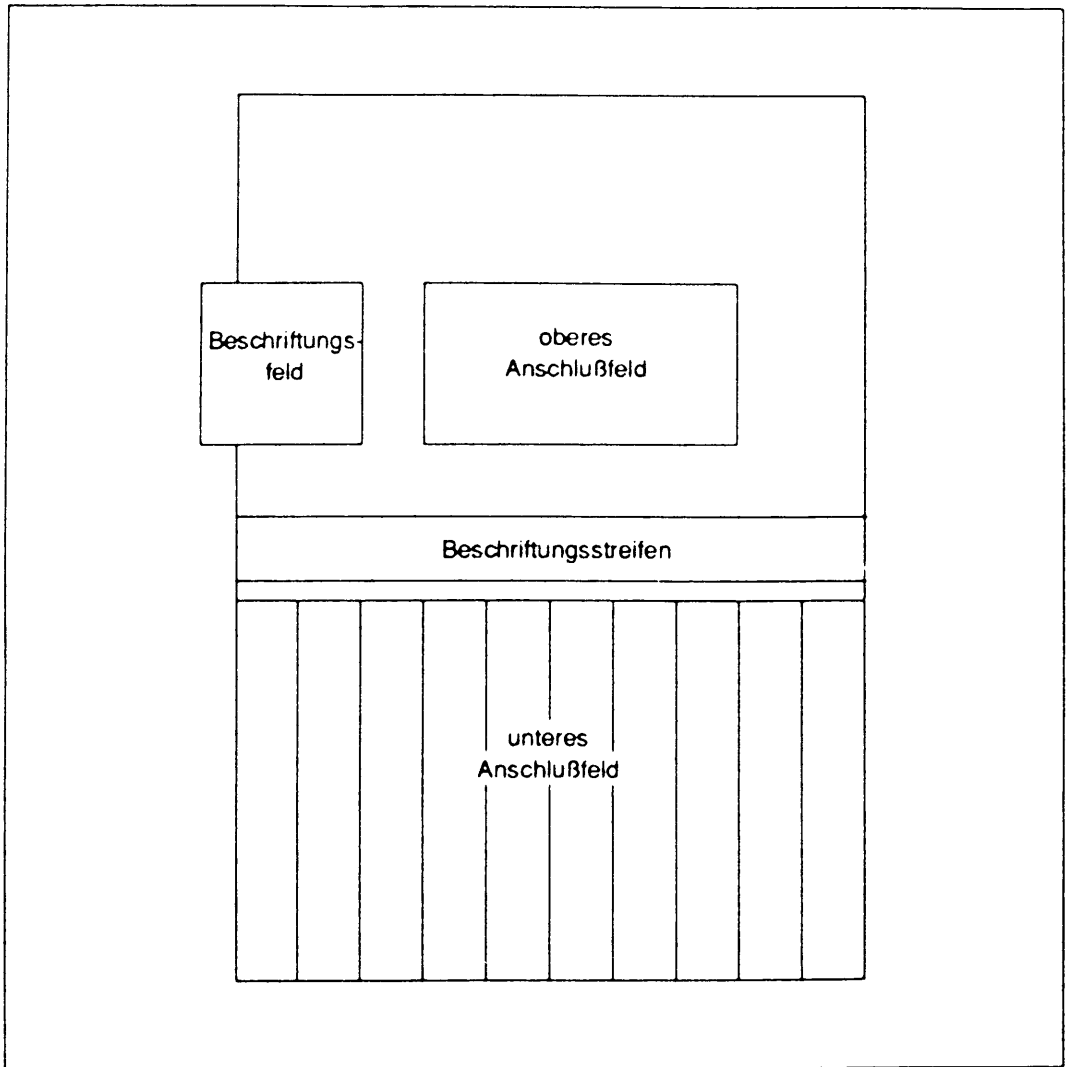 Beschriftungs-
feld
oberes
Anschlußfeld
Beschriftungsstreifen
unteres
Anschlußfeld